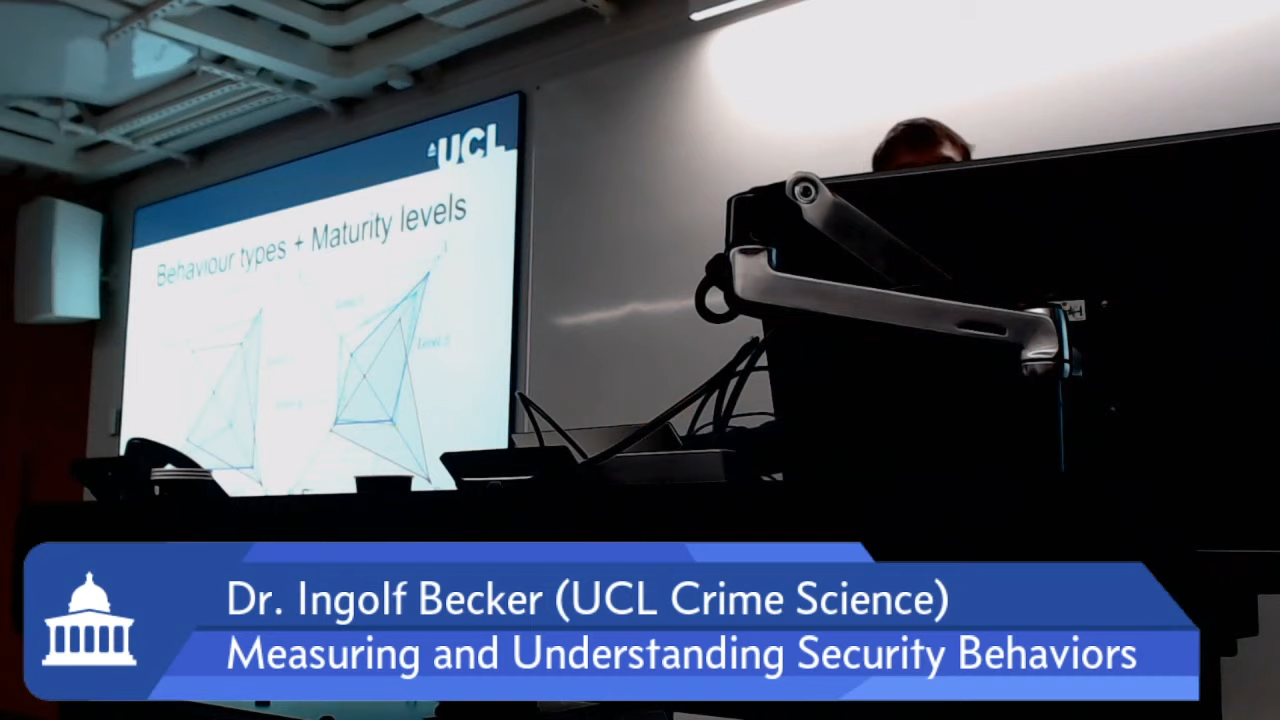 UCL
Behaviour types + Maturity levels
Dr. Ingolf Becker (UCL Crime Science)
Measuring and Understanding Security Behaviors